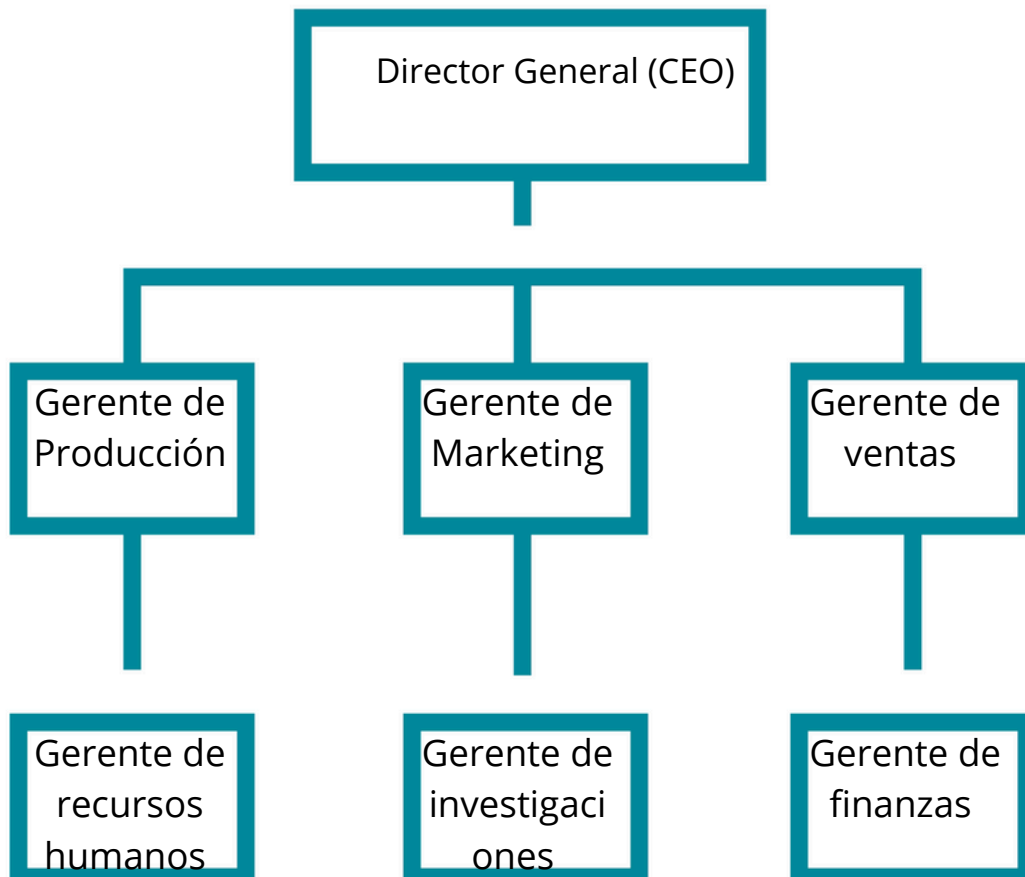 Director General (CEO)
Gerente de
Producción
Gerente de
Marketing
Gerente de
ventas
Gerente de
recursos
humanos
Gerente de
investigaci
ones
Gerente de
finanzas